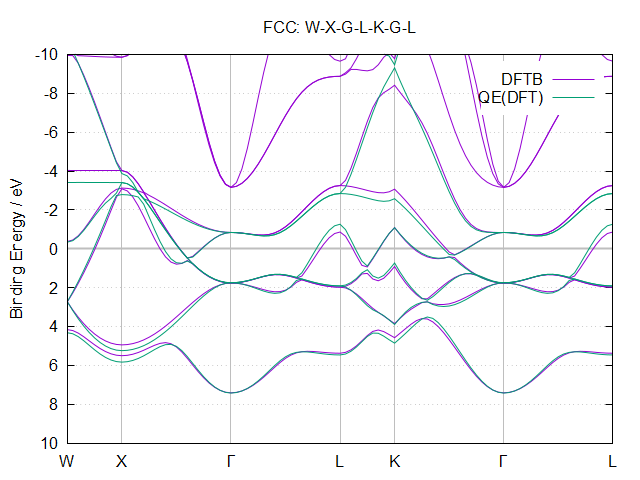 FCC: W-X-G-L-K-G-L
DFTB
QE(DFT)
Binding Energy / eV
-10
-8
-6
-4
-2
0
2
4
6
8
10
W X Γ L K Γ L